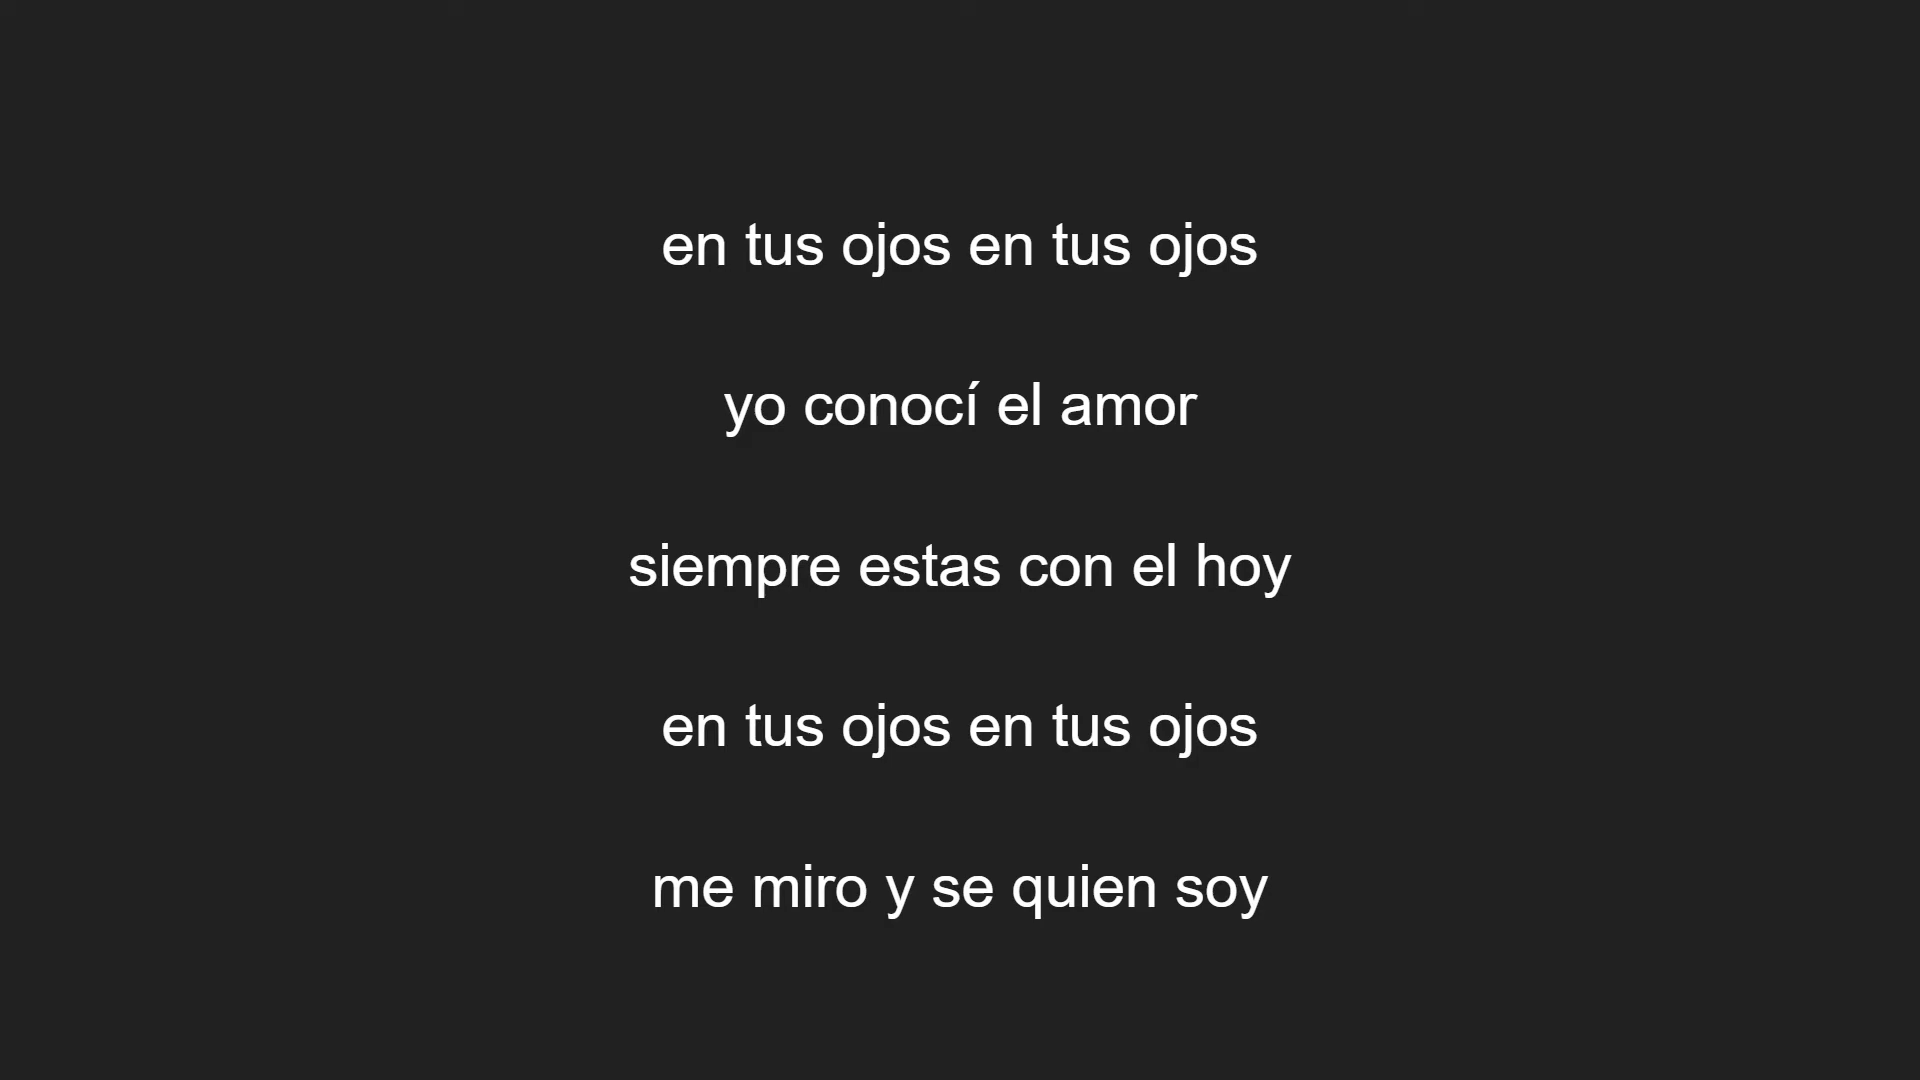 en tus ojos en tus ojos
yo conocí el amor
siempre estas con el hoy
en tus ojos en tus ojos
me miro y se quien soy